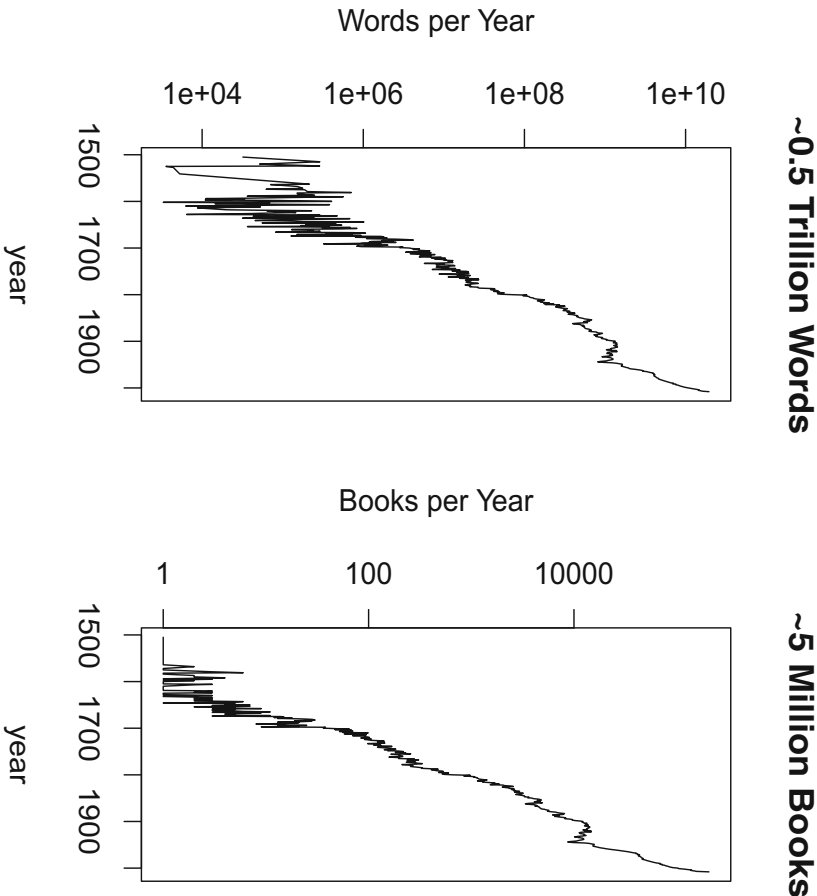 ~0.5 Trillion Words
Words per Year
1e+04
1e+06
1e+08
1e+10
1500
1700
1900
year
~5 Million Books
Books per Year
1
100
10000
1500
1700
1900
year